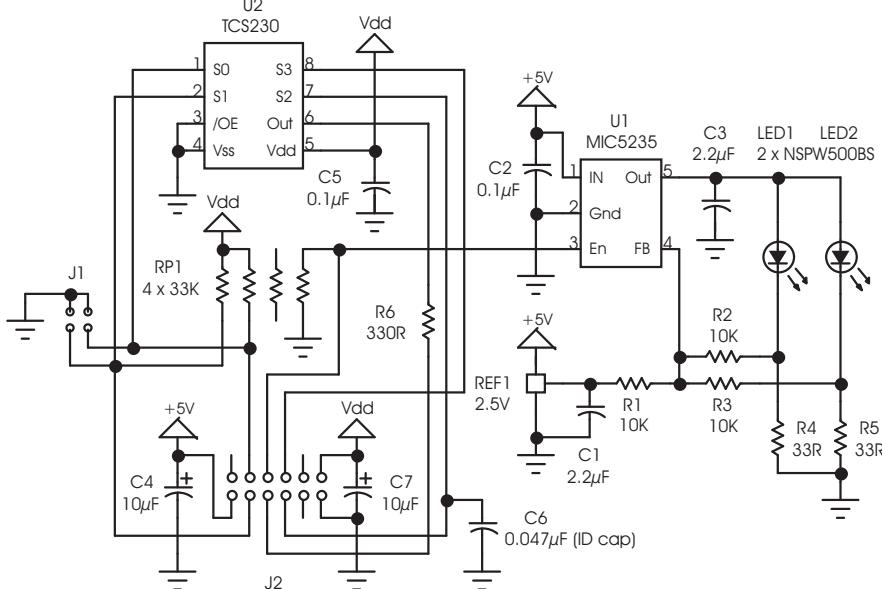 U2
TCS230
Vdd
1 S0 S3 8
2 S1 S2 7
3 /OE Out 6
4 Vss Vdd 5
C5
0.1µF
+5V
U1
MIC5235
C2
0.1µF
1 IN Out 5
2 Gnd
3 En FB 4
C3
2.2µF
LED1 LED2
2 x NSPW500BS
Vdd
J1
RP1
4 x 33K
R6
330R
+5V
REF1
2.5V
R2
10K
R1
10K
R3
10K
C1
2.2µF
R4
33R
R5
33R
+5V
Vdd
C4
10µF
+
+
C7
10µF
C6
0.047µF (ID cap)
J2